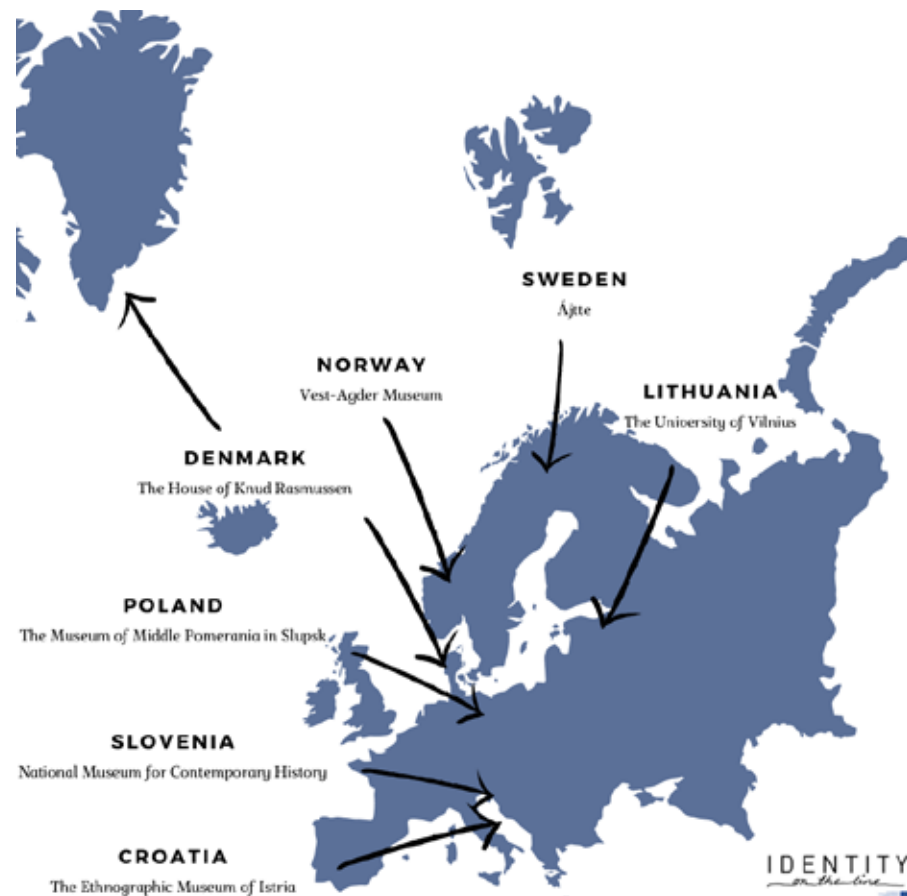 SWEDEN
Ájtte
NORWAY
Vest-Agder Museum
LITHUANIA
The University of Vilnius
DENMARK
The House of Knud Rasmussen
POLAND
The Museum of Middle Pomerania in Slupsk
SLOVENIA
National Museum for Contemporary History
CROATIA
The Ethnographic Museum of Istria
IDENTITY
on the line